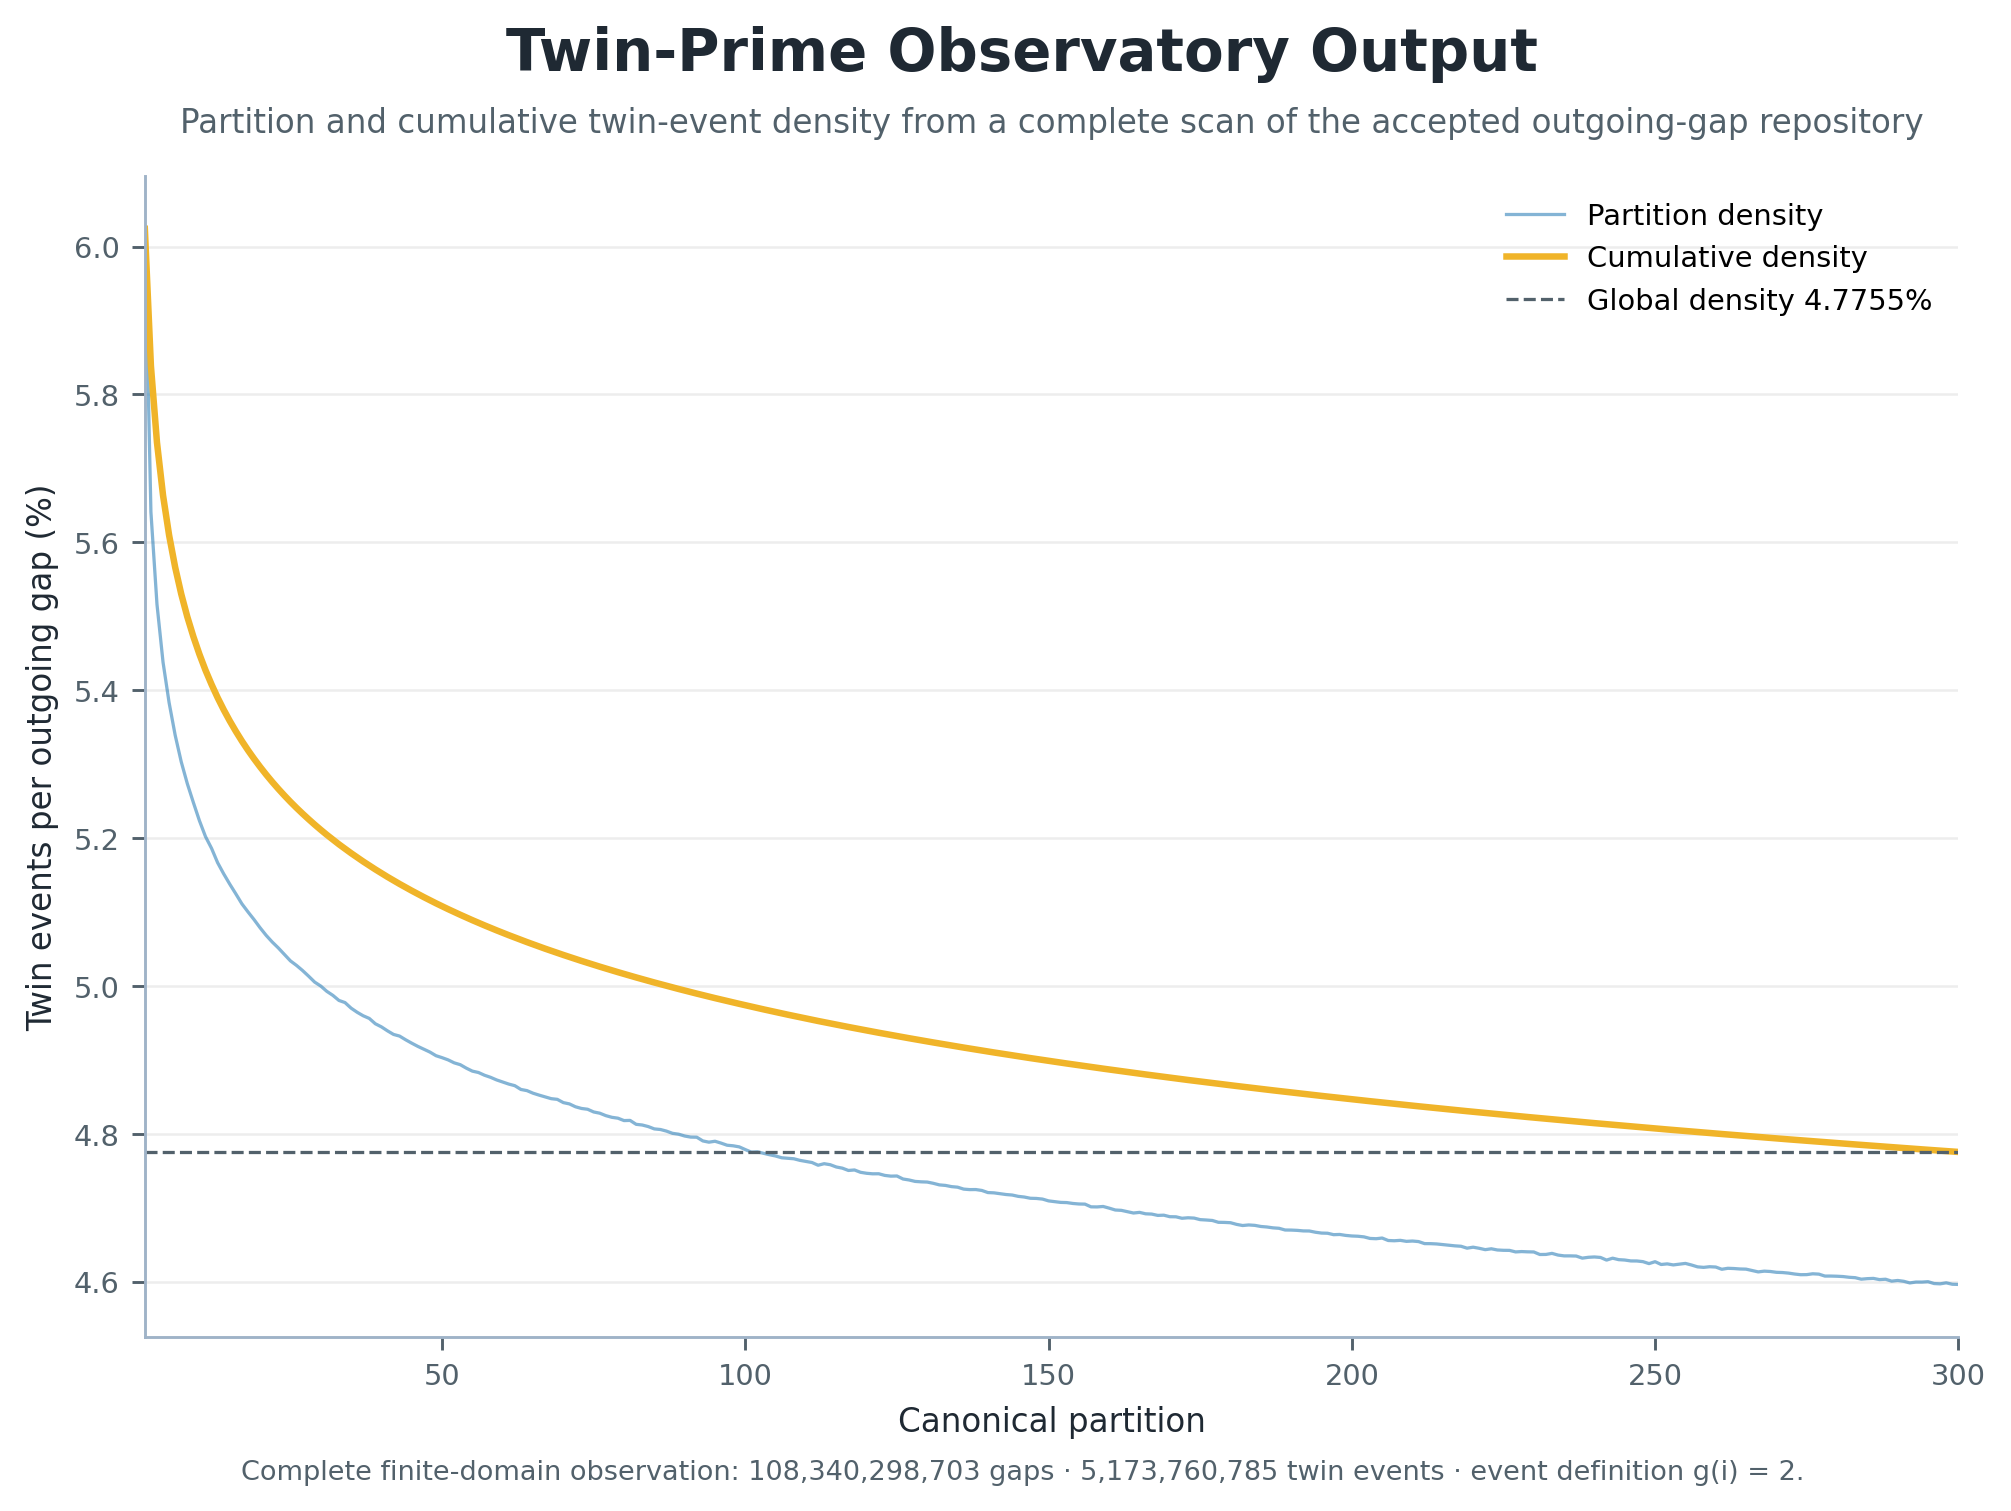 Twin-Prime Observatory Output
Partition and cumulative twin-event density from a complete scan of the accepted outgoing-gap repository
Partition density
Cumulative density
Global density 4.7755%
Twin events per outgoing gap (%)
6.0
5.8
5.6
5.4
5.2
5.0
4.8
4.6
50
100
150
200
250
300
Canonical partition
Complete finite-domain observation: 108,340,298,703 gaps · 5,173,760,785 twin events · event definition g(i) = 2.